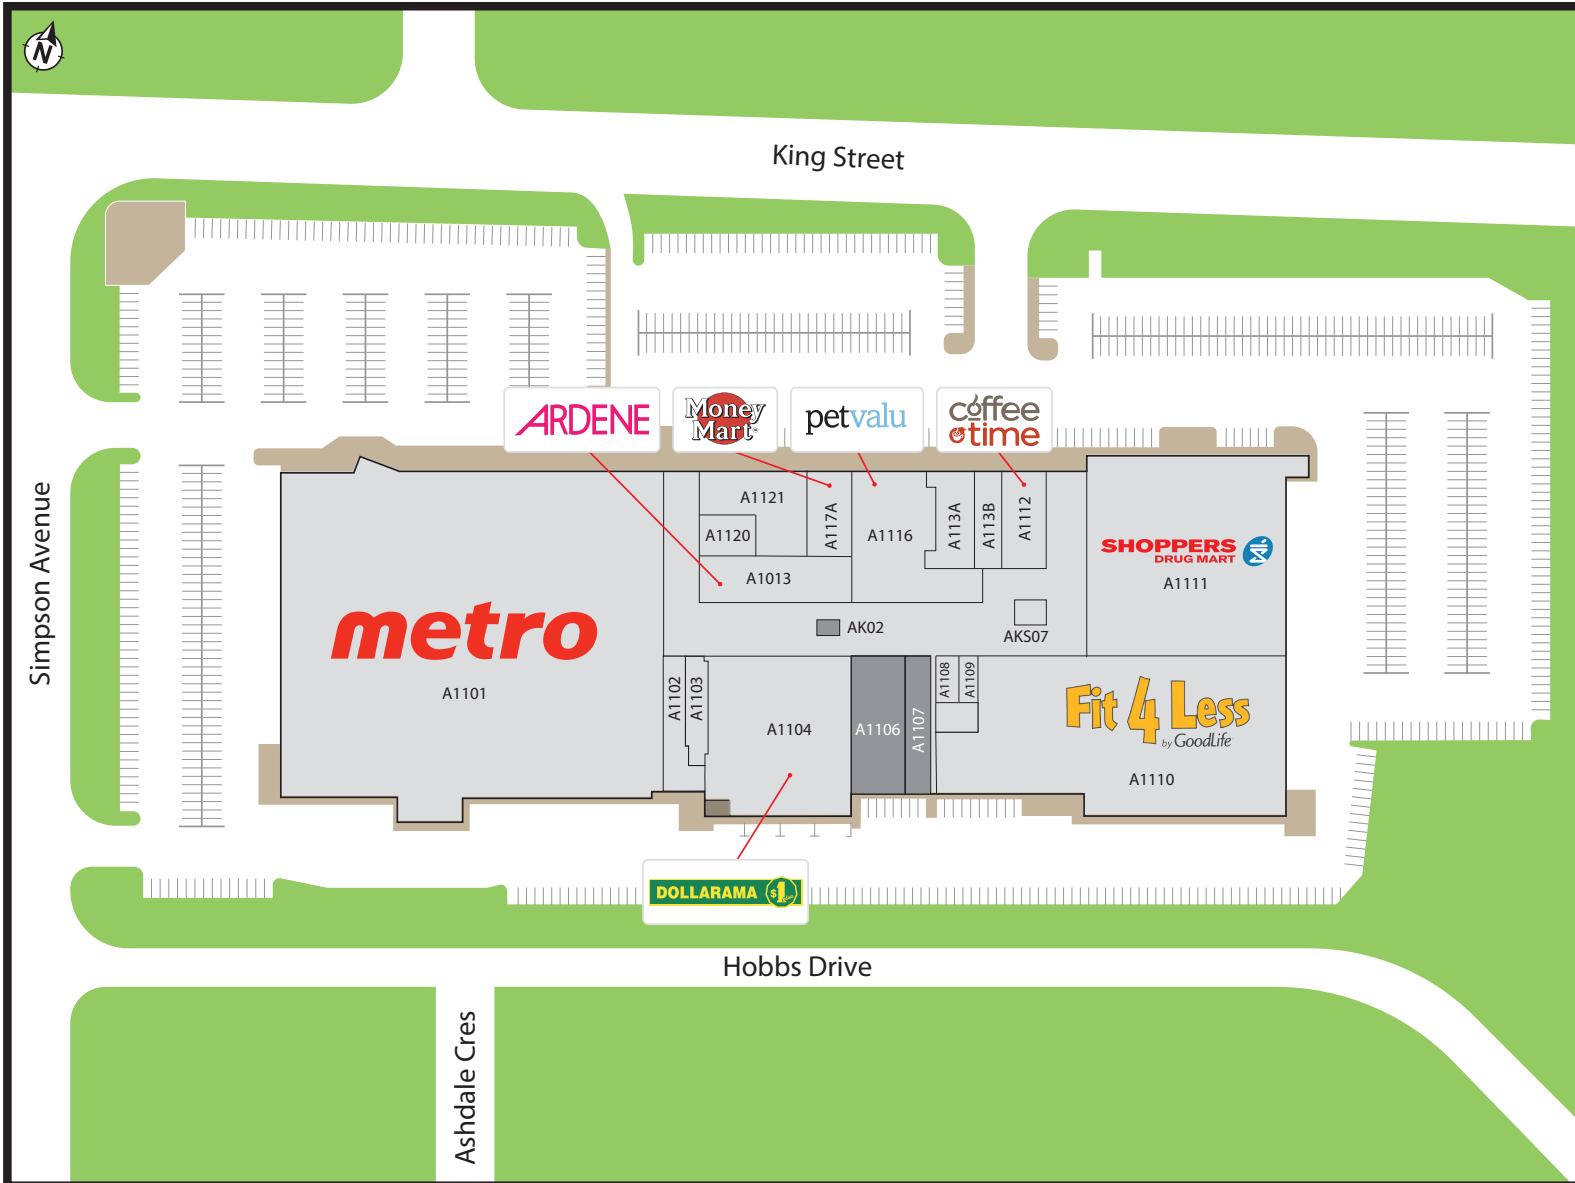 N
King Street
ARDENE
Money
Mart
petvalu
coffee
time
Simpson Avenue
A1121
A1120
A117A
A1116
A113A
A113B
A1112
A1013
SHOPPERS
DRUG MART
A1111
metro
A1101
AK02
AKS07
A1102
A1103
A1104
A1106
A1107
A1108
A1109
Fit 4 Less
by GoodLife
A1110
DOLLARAMA $1
Hobbs Drive
Ashdale Cres